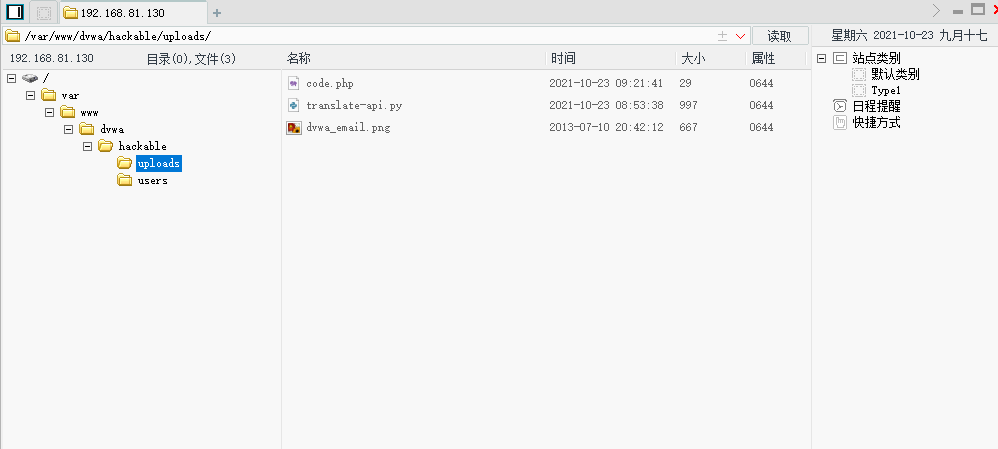 192.168.81.130
/var/www/dvwa/hackable/uploads/ 读取 星期六 2021-10-23 九月十七
192.168.81.130 目录(0),文件(3) 名称 时间 大小 属性
/
var
www
dvwa
hackable
uploads
users
code.php 2021-10-23 09:21:41 29 0644
translate-api.py 2021-10-23 08:53:38 997 0644
dvwa_email.png 2013-07-10 20:42:12 667 0644
站点类别
默认类别
Type1
日程提醒
快捷方式